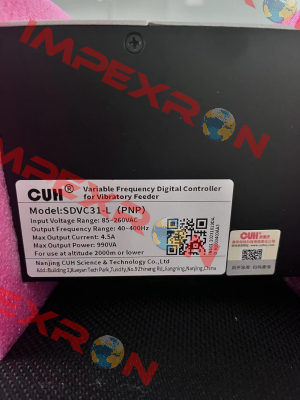 IMPEXRON
CUH® Variable Frequency Digital Controller
for Vibratory Feeder
Model:SDVC31-L (PNP)
Input Voltage Range: 85-260VAC
Output Frequency Range: 40-400Hz
Max Output Current: 4.5A
Max Output Power: 990VA
For use at altitude 2000m or lower
Nanjing CUH Science & Technology Co.,Ltd
CUH